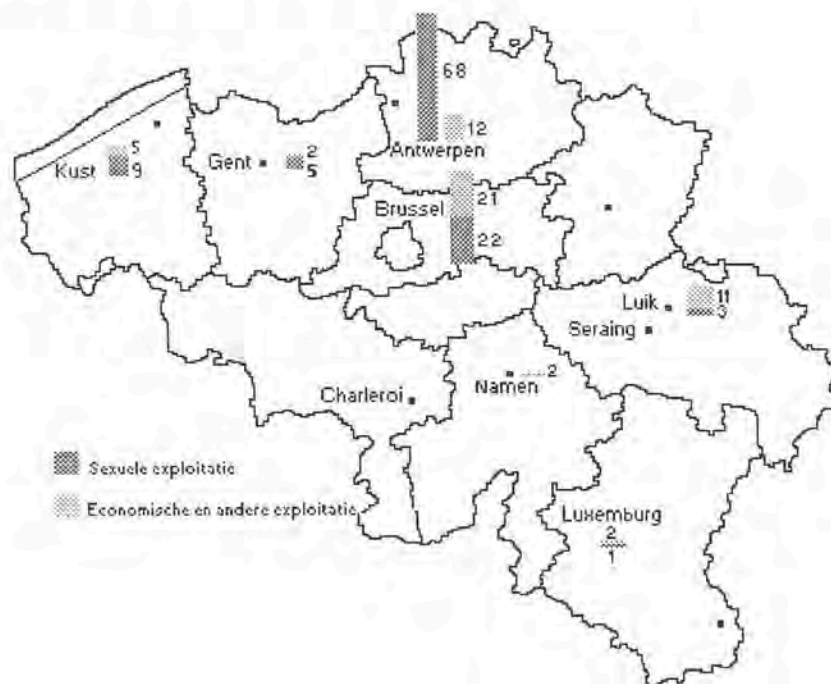 68
12
Antwerpen
5
Kust
9
Gent
2
5
Brussel
21
22
Luik
11
3
Seraing
Namen
2
Charleroi
Sexuele exploitatie
Economische en andere exploitatie
Luxemburg
2
1